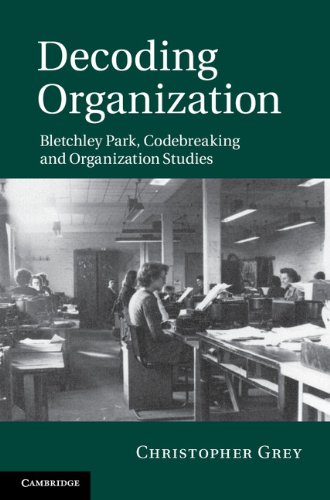 Decoding
Organization
Bletchley Park, Codebreaking
and Organization Studies
CHRISTOPHER GREY
CAMBRIDGE